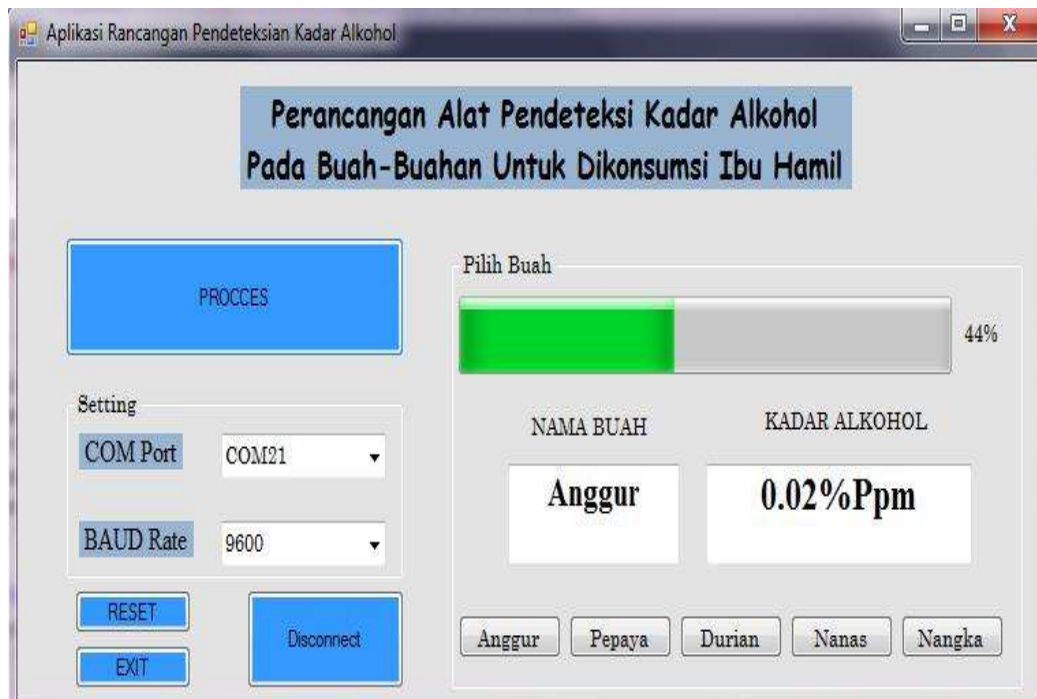 Aplikasi Rancangan Pendeteksian Kadar Alkohol
Perancangan Alat Pendeteksi Kadar Alkohol
Pada Buah-Buahan Untuk Dikonsumsi Ibu Hamil
PROCCES
Setting
COM Port COM21
BAUD Rate 9600
RESET
EXIT
Disconnect
Pilih Buah
44%
NAMA BUAH KADAR ALKOHOL
Anggur 0.02%Ppm
Anggur Pepaya Durian Nanas Nangka